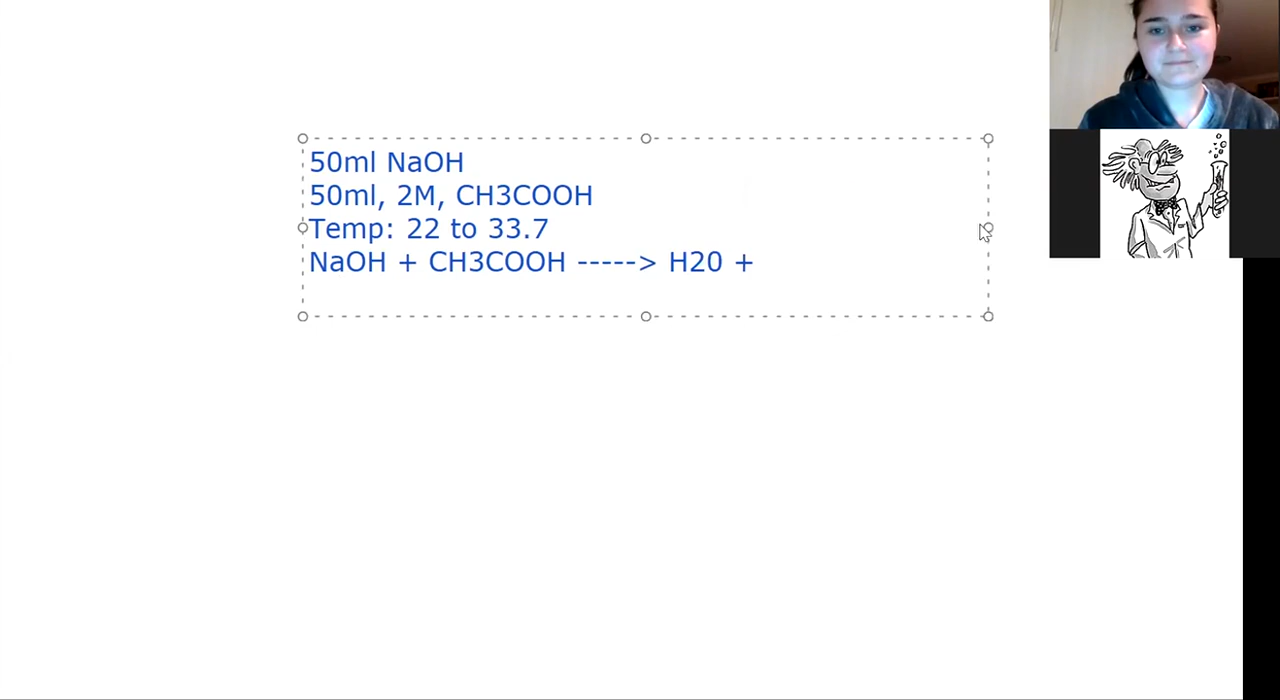 50ml NaOH
50ml, 2M, CH3COOH
Temp: 22 to 33.7
NaOH + CH3COOH -----> H20 +